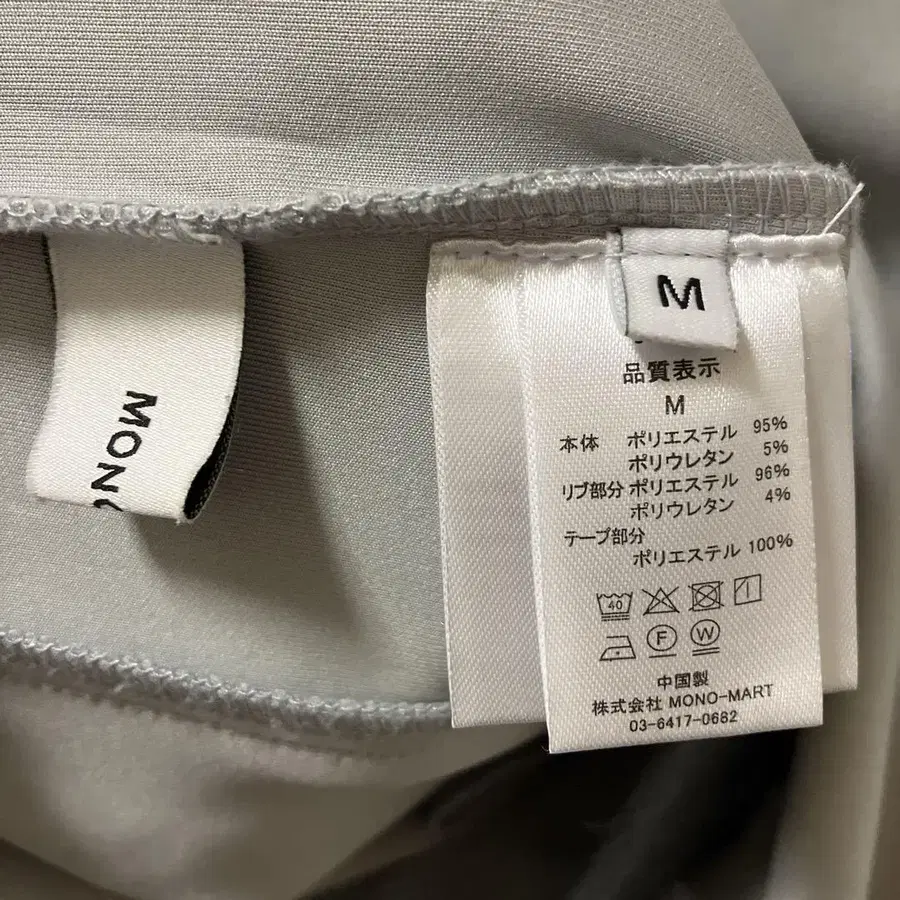 MONO
M
品質表示
M
本体 ポリエステル 95%
ポリウレタン 5%
リブ部分 ポリエステル 96%
ポリウレタン 4%
テープ部分
ポリエステル 100%
40
F W
中国製
株式会社 MONO-MART
03-6417-0682